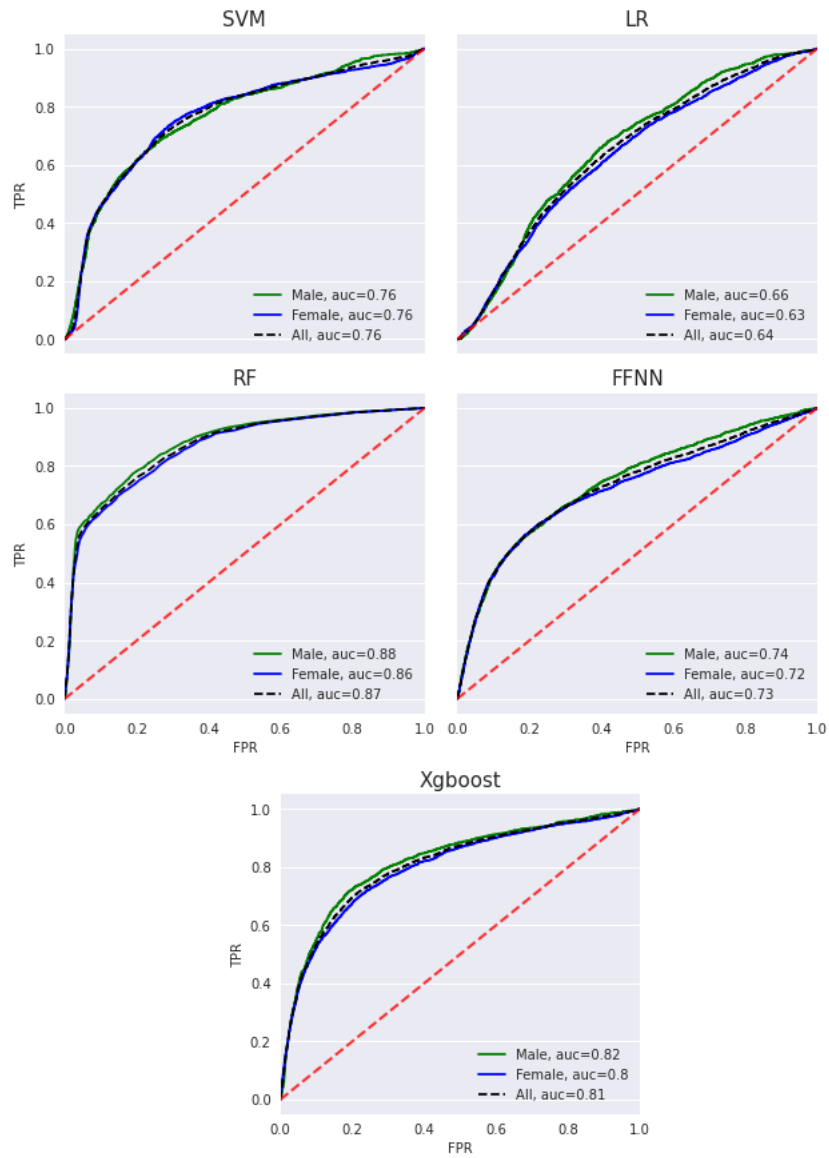 SVM
LR
1.0
0.8
0.6
0.4
0.2
0.0
TPR
Male, auc=0.76
Female, auc=0.76
All, auc=0.76
Male, auc=0.66
Female, auc=0.63
All, auc=0.64
RF
FFNN
1.0
0.8
0.6
0.4
0.2
0.0
TPR
Male, auc=0.88
Female, auc=0.86
All, auc=0.87
0.0 0.2 0.4 0.6 0.8 1.0
FPR
Male, auc=0.74
Female, auc=0.72
All, auc=0.73
0.0 0.2 0.4 0.6 0.8 1.0
FPR
Xgboost
1.0
0.8
0.6
0.4
0.2
0.0
TPR
Male, auc=0.82
Female, auc=0.8
All, auc=0.81
0.0 0.2 0.4 0.6 0.8 1.0
FPR